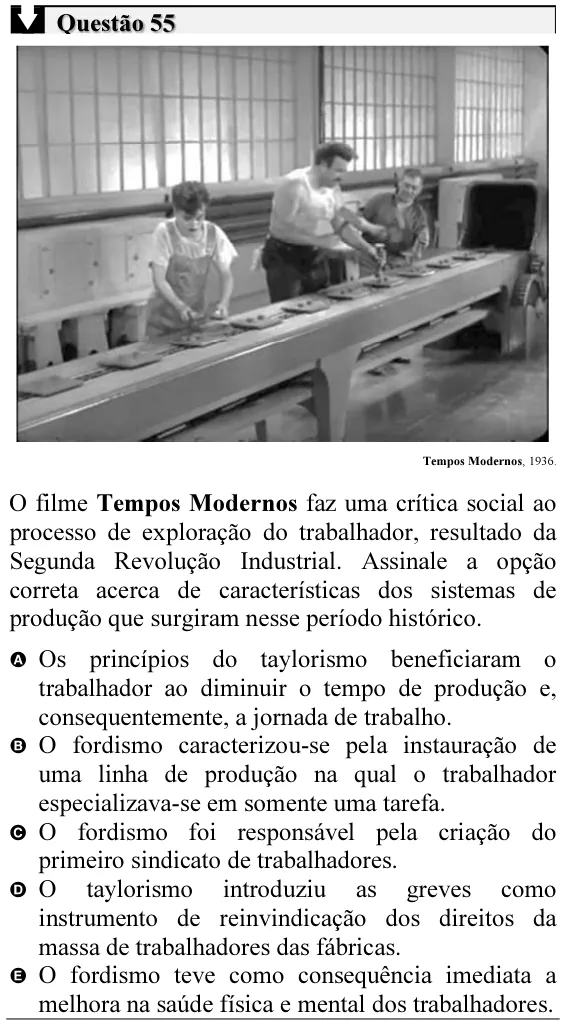 Questão 55
Tempos Modernos, 1936.
O filme Tempos Modernos faz uma crítica social ao
processo de exploração do trabalhador, resultado da
Segunda Revolução Industrial. Assinale a opção
correta acerca de características dos sistemas de
produção que surgiram nesse período histórico.
A Os princípios do taylorismo beneficiaram o
trabalhador ao diminuir o tempo de produção e,
consequentemente, a jornada de trabalho.
B O fordismo caracterizou-se pela instauração de
uma linha de produção na qual o trabalhador
especializava-se em somente uma tarefa.
C O fordismo foi responsável pela criação do
primeiro sindicato de trabalhadores.
D O taylorismo introduziu as greves como
instrumento de reinvindicação dos direitos da
massa de trabalhadores das fábricas.
E O fordismo teve como consequência imediata a
melhora na saúde física e mental dos trabalhadores.